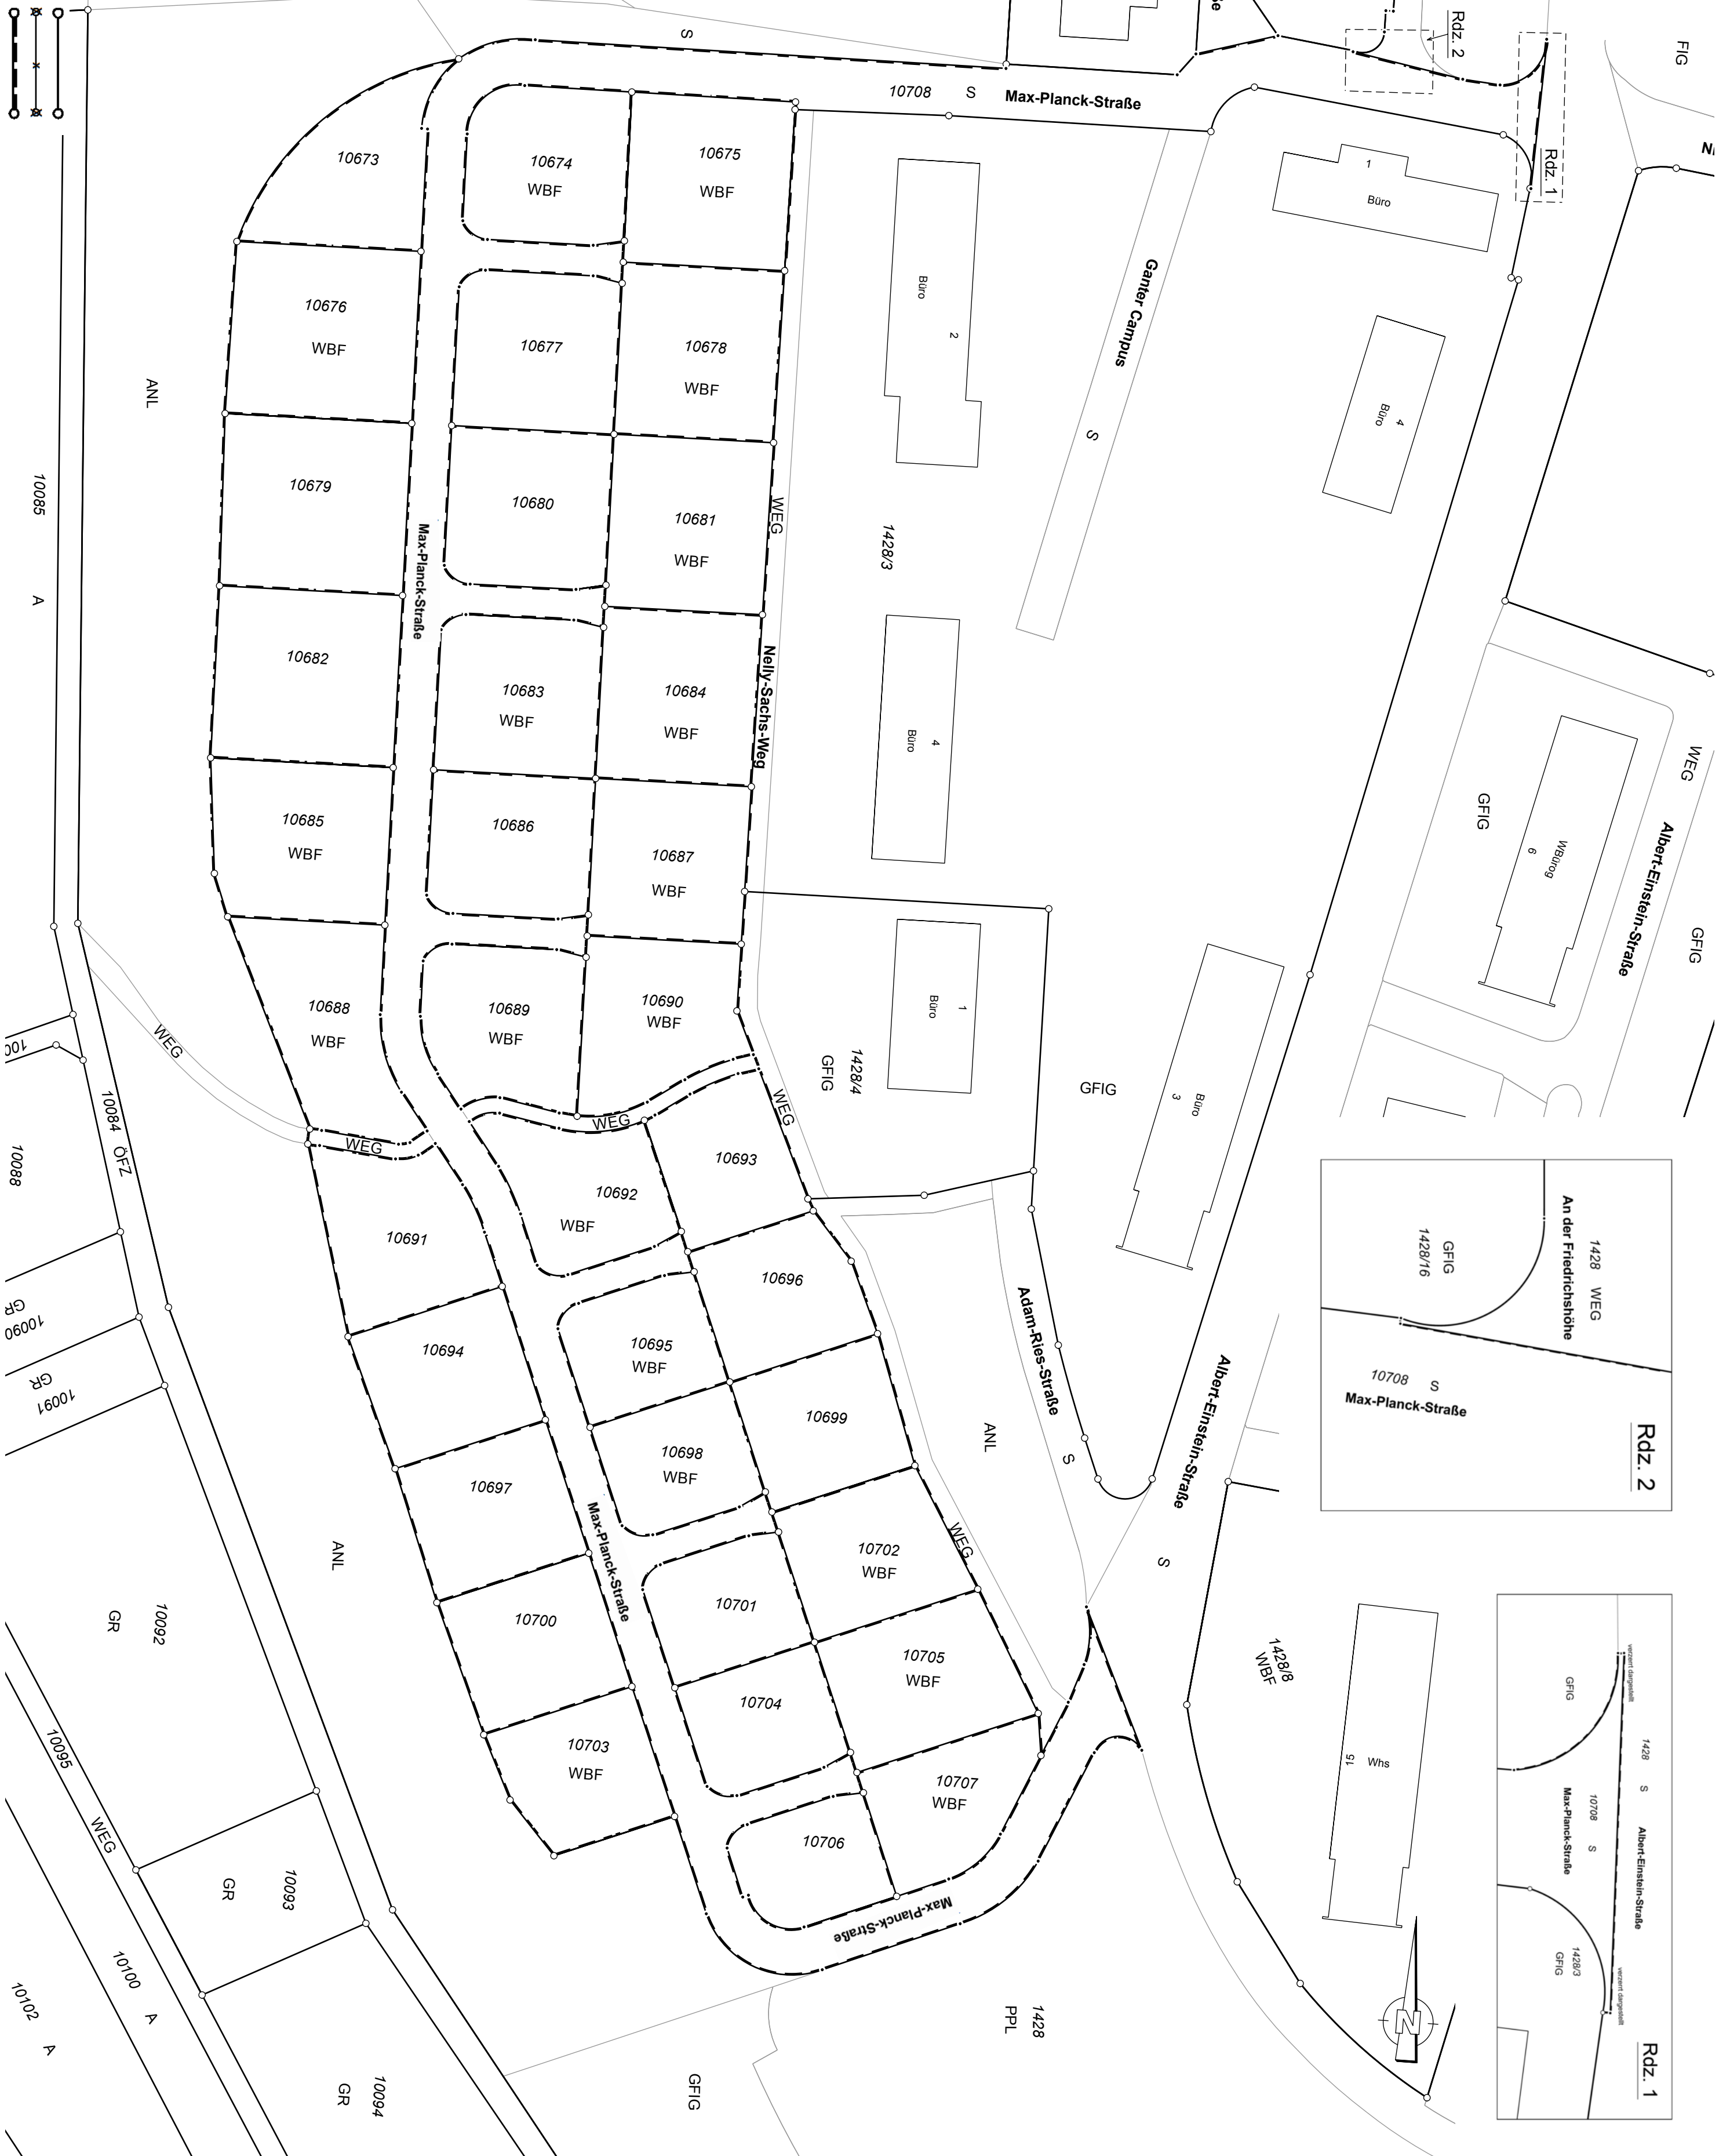 FIG
Rdz. 2
S
10708 S Max-Planck-Straße
Rdz. 1
10673
10674
WBF
10675
WBF
1
Büro
10676
WBF
10677
10678
WBF
Büro
2
Ganter Campus
S
4
Büro
ANL
10085
A
10679
10680
10681
WBF
WEG
1428/3
Max-Planck-Straße
10682
10683
WBF
10684
WBF
Nelly-Sachs-Weg
4
Büro
WEG
Albert-Einstein-Straße
GFIG
6
GFIG
10685
WBF
10686
10687
WBF
10688
WBF
10689
WBF
10690
WBF
1
Büro
1428/4
GFIG
GFIG
Büro
3
WEG
10084 ÖFZ
10088
WEG
WEG
WEG
10693
10692
WBF
10691
10696
10090
GR
10091
GR
10694
10695
WBF
10699
Adam-Ries-Straße
S
Albert-Einstein-Straße
S
ANL
1428 WEG
An der Friedrichshöhe
GFIG
1428/16
10708 S
Max-Planck-Straße
Rdz. 2
10697
10698
WBF
10702
WBF
WEG
Max-Planck-Straße
ANL
10092
GR
10700
10701
10705
WBF
1428/8
WBF
10704
10703
WBF
10707
WBF
10706
Max-Planck-Straße
Whs
15
verzerrt dargestellt
GFIG
1428 S Albert-Einstein-Straße
10708 S
Max-Planck-Straße
1428/3
GFIG
verzerrt dargestellt
Rdz. 1
10095
WEG
10093
GR
10100 A
10102 A
10094
GR
GFIG
1428
PPL
N